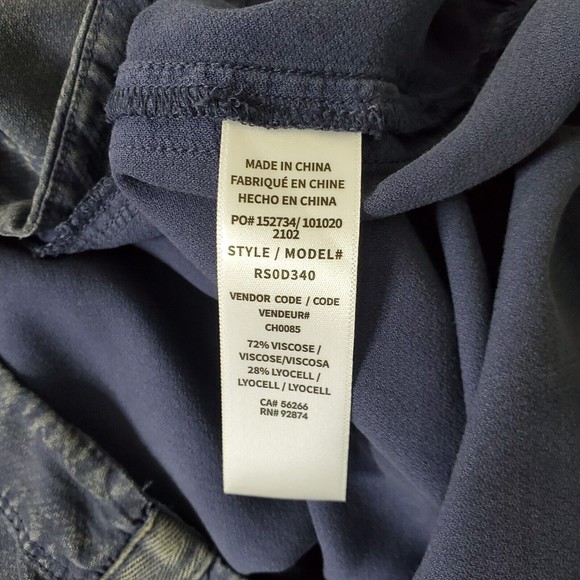 MADE IN CHINA
FABRIQUÉ EN CHINE
HECHO EN CHINA
PO# 152734/ 101020
2102
STYLE / MODEL#
RS0D340
VENDOR CODE / CODE
VENDEUR#
CH0085
72% VISCOSE /
VISCOSE/VISCOSA
28% LYOCELL /
LYOCELL / LYOCELL
CA# 56266
RN# 92874